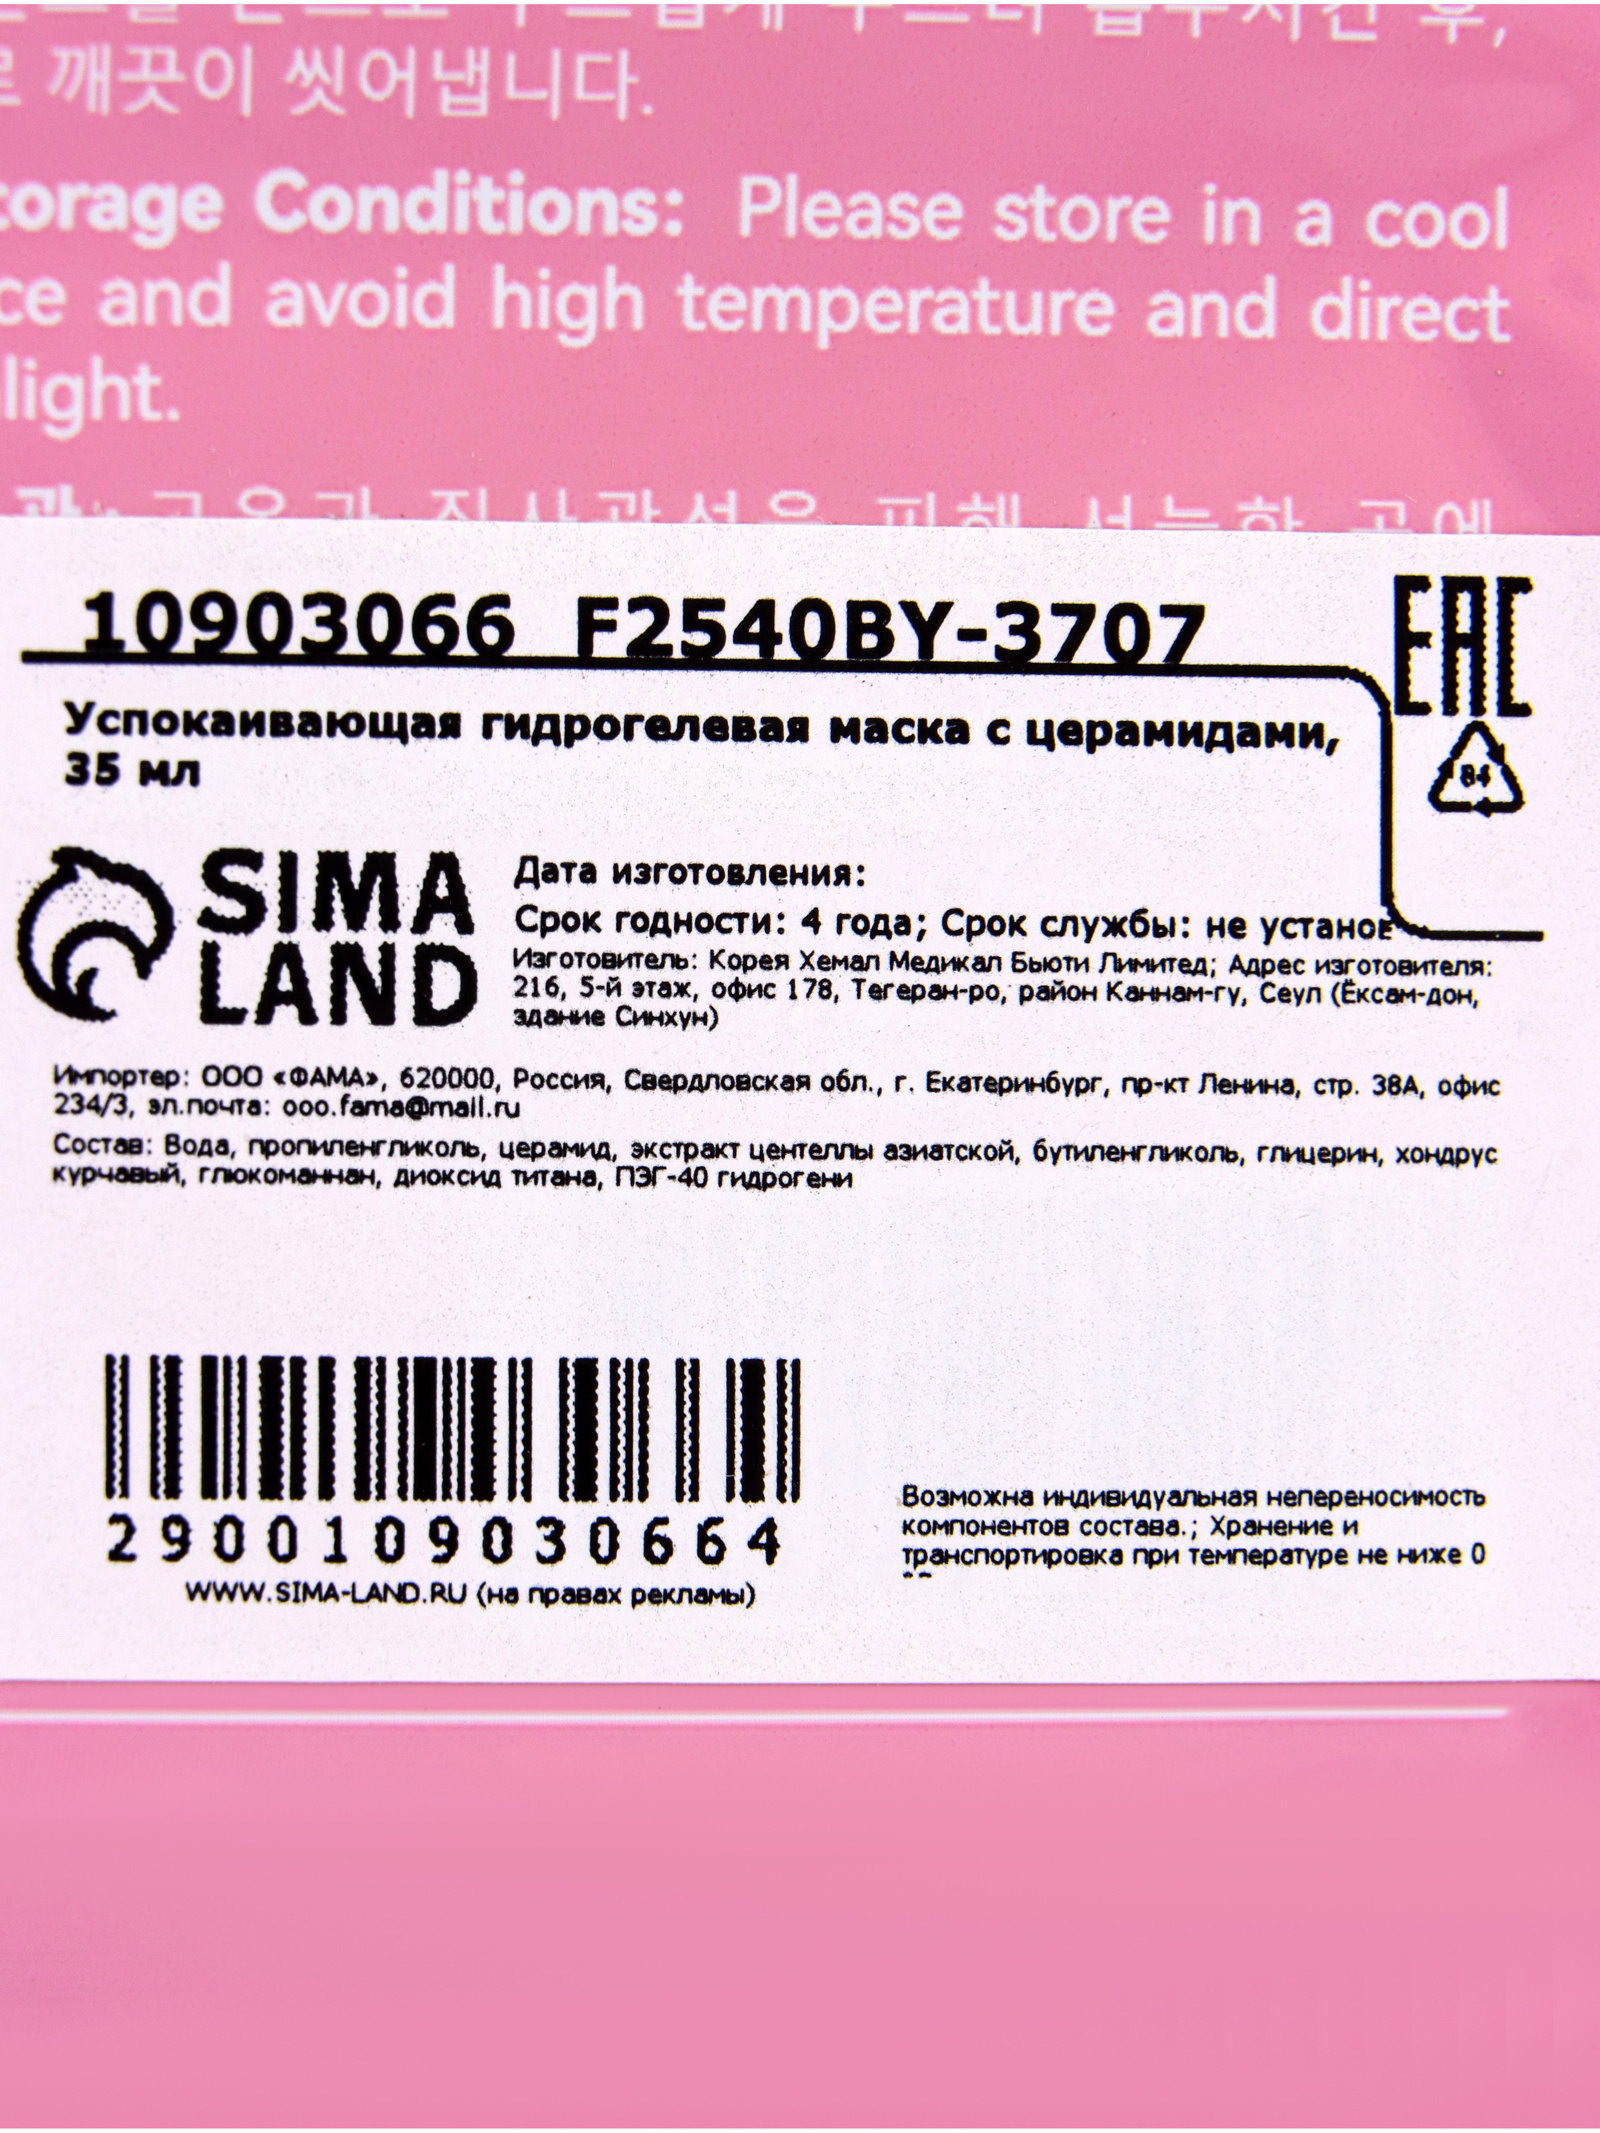 깨끗이 씻어냅니다.
torage Conditions: Please store in a cool
ce and avoid high temperature and direct
light.
10903066 F2540BY-3707
EAC
Успокаивающая гидрогелевая маска с церамидами,
35 мл
84
SIMA
LAND
Дата изготовления:
Срок годности: 4 года; Срок службы: не установ
Изготовитель: Корея Хемал Медикал Бьюти Лимитед; Адрес изготовителя:
216, 5-й этаж, офис 178, Тегеран-ро, район Каннам-гу, Сеул (Ёксам-дон,
здание Синхун)
Импортер: ООО «ФАМА», 620000, Россия, Свердловская обл., г. Екатеринбург, пр-кт Ленина, стр. 38А, офис
234/3, эл.почта: ooo.fama@mail.ru
Состав: Вода, пропиленгликоль, церамид, экстракт центеллы азиатской, бутиленгликоль, глицерин, хондрус
курчавый, глюкоманнан, диоксид титана, ПЭГ-40 гидрогени
2900109030664
WWW.SIMA-LAND.RU (на правах рекламы)
Возможна индивидуальная непереносимость
компонентов состава.; Хранение и
транспортировка при температуре не ниже 0